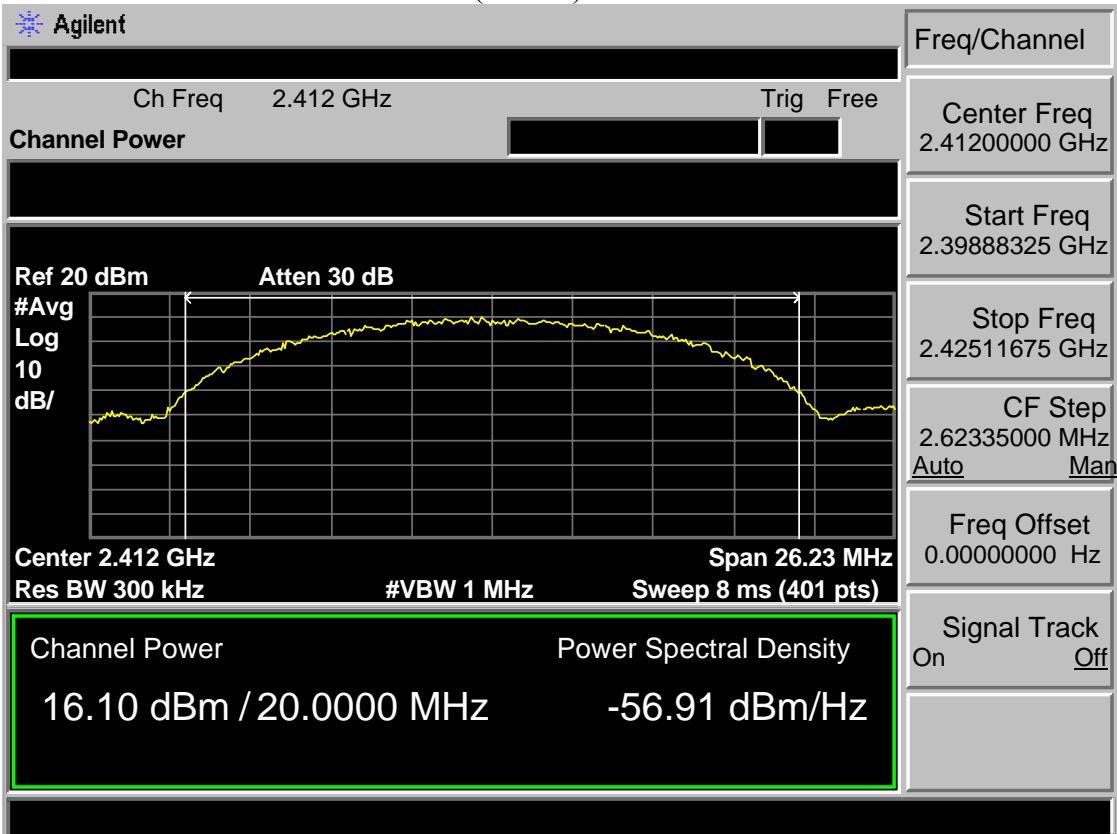 Agilent
Freq/Channel
Ch Freq 2.412 GHz Trig Free
Channel Power
Center Freq
2.41200000 GHz
Start Freq
2.39888325 GHz
Stop Freq
2.42511675 GHz
CF Step
2.62335000 MHz
Auto Man
Freq Offset
0.00000000 Hz
Signal Track
On Off
Ref 20 dBm Atten 30 dB
#Avg
Log
10
dB/
Center 2.412 GHz Span 26.23 MHz
Res BW 300 kHz #VBW 1 MHz Sweep 8 ms (401 pts)
Channel Power Power Spectral Density
16.10 dBm / 20.0000 MHz -56.91 dBm/Hz